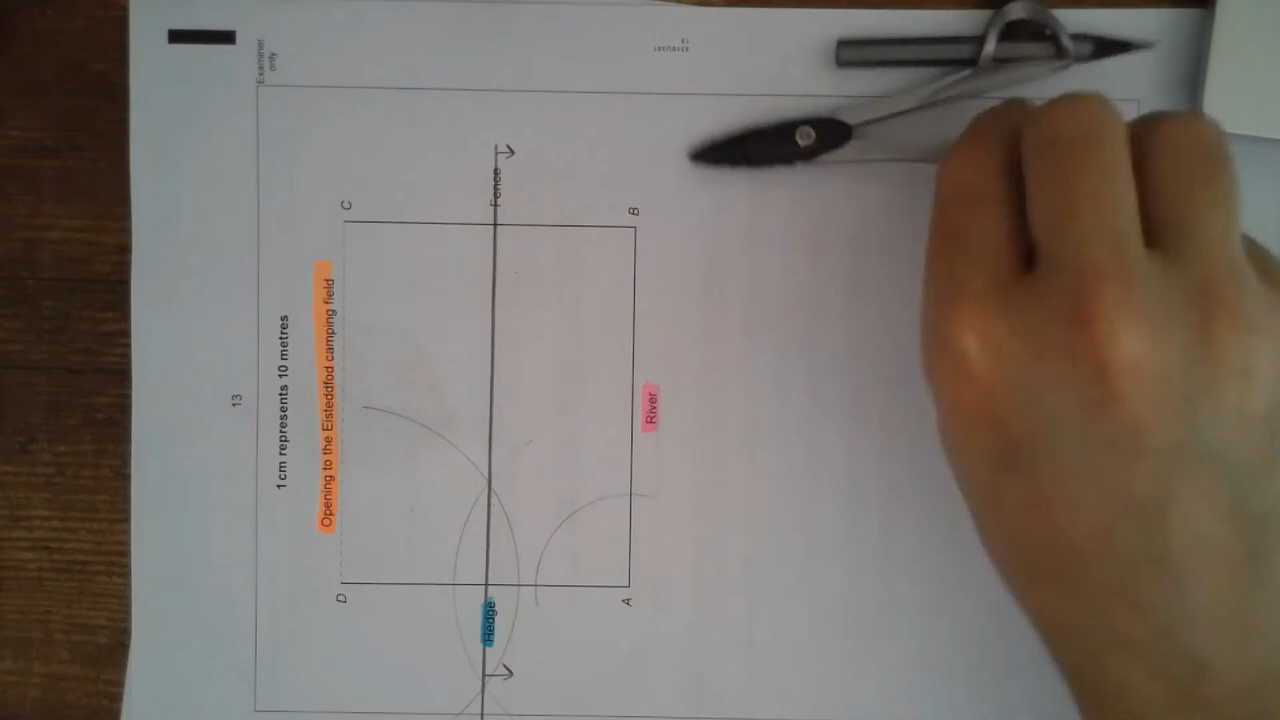 13
Examiner
only
1 cm represents 10 metres
Opening to the Eisteddfod camping field
D
C
Hedge
Fence
A
B
River